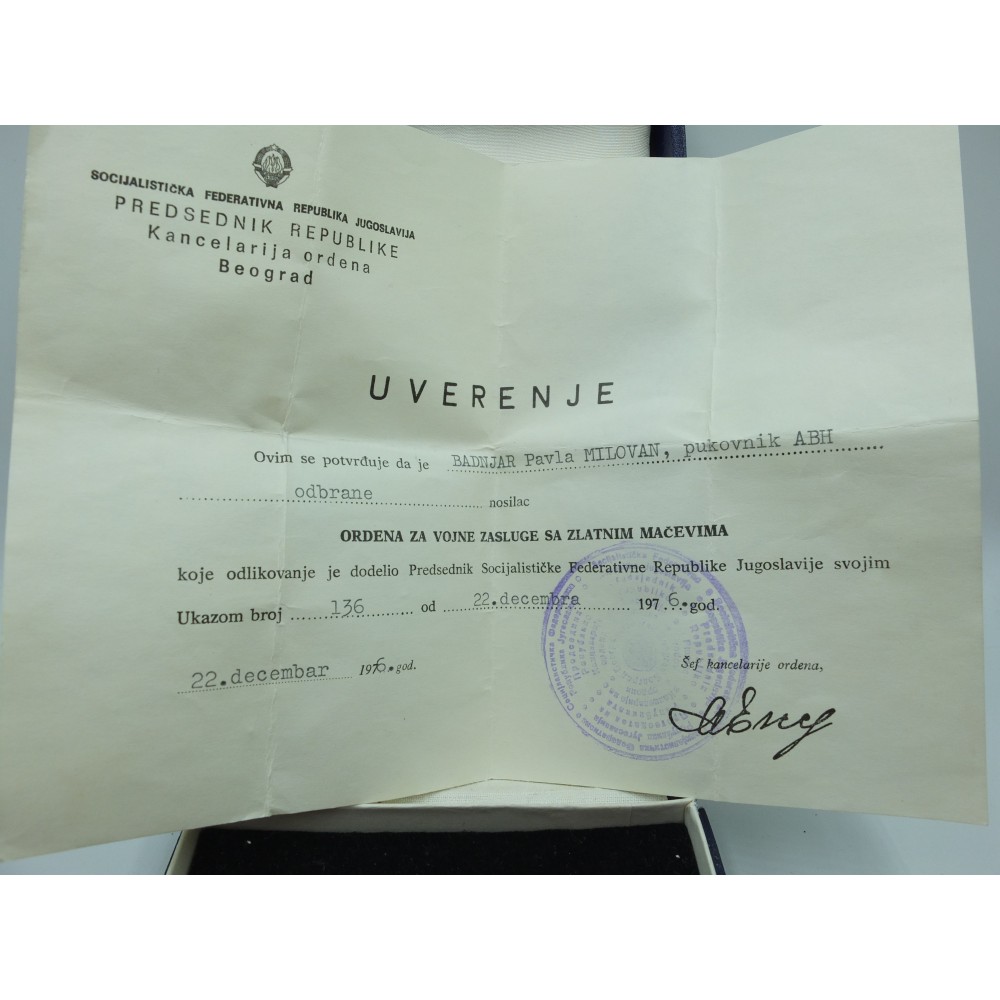 SOCIJALISTIČKA FEDERATIVNA REPUBLIKA JUGOSLAVIJA
PREDSEDNIK REPUBLIKE
Kancelarija ordena
Beograd
UVERENJE
Ovim se potvrđuje da je BADNJAR Pavla MILOVAN, pukovnik ABH
odbrane nosilac
ORDENA ZA VOJNE ZASLUGE SA ZLATNIM MAČEVIMA
koje odlikovanje je dodelio Predsednik Socijalističke Federativne Republike Jugoslavije svojim
Ukazom broj 136 od 22.decembra 1976.god.
22.decembar 1976.god.
Šef kancelarije ordena,